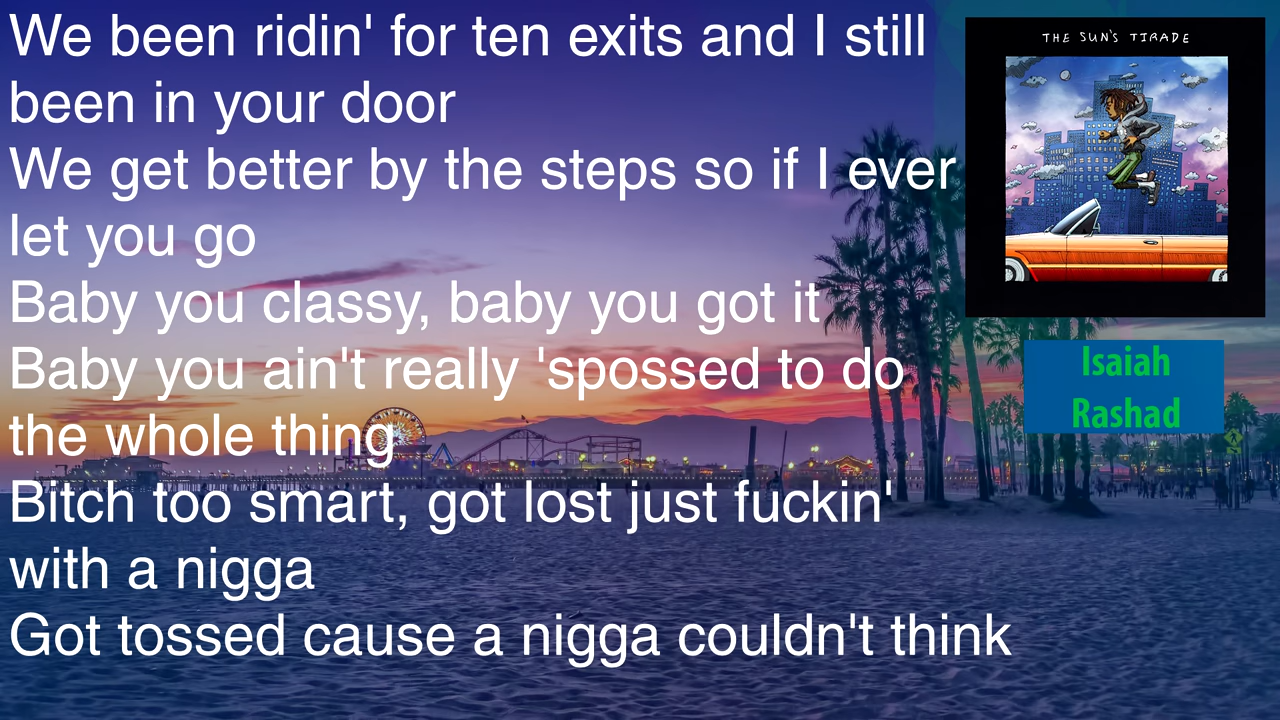 We been ridin' for ten exits and I still
been in your door
We get better by the steps so if I ever
let you go
Baby you classy, baby you got it
Baby you ain't really 'spossed to do
the whole thing
Bitch too smart, got lost just fuckin'
with a nigga
Got tossed cause a nigga couldn't think
THE SUN'S TIRADE
Isaiah
Rashad